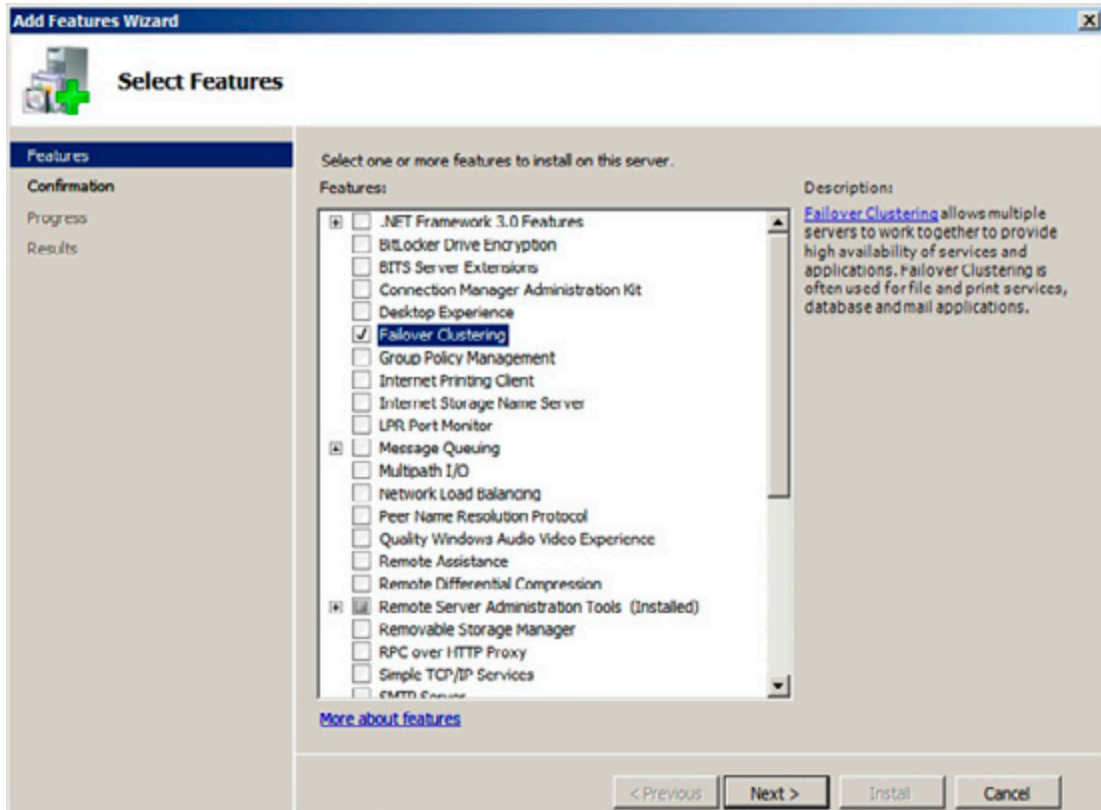 Add Features Wizard
Select Features
Features
Confirmation
Progress
Results
Select one or more features to install on this server.
Features:
.NET Framework 3.0 Features
BitLocker Drive Encryption
BITS Server Extensions
Connection Manager Administration Kit
Desktop Experience
Failover Clustering
Group Policy Management
Internet Printing Client
Internet Storage Name Server
LPR Port Monitor
Message Queuing
Multipath I/O
Network Load Balancing
Peer Name Resolution Protocol
Quality Windows Audio Video Experience
Remote Assistance
Remote Differential Compression
Remote Server Administration Tools (Installed)
Removable Storage Manager
RPC over HTTP Proxy
Simple TCP/IP Services
SMTP Server
More about features
Description:
Failover Clustering allows multiple
servers to work together to provide
high availability of services and
applications. Failover Clustering is
often used for file and print services,
database and mail applications.
< Previous
Next >
Install
Cancel